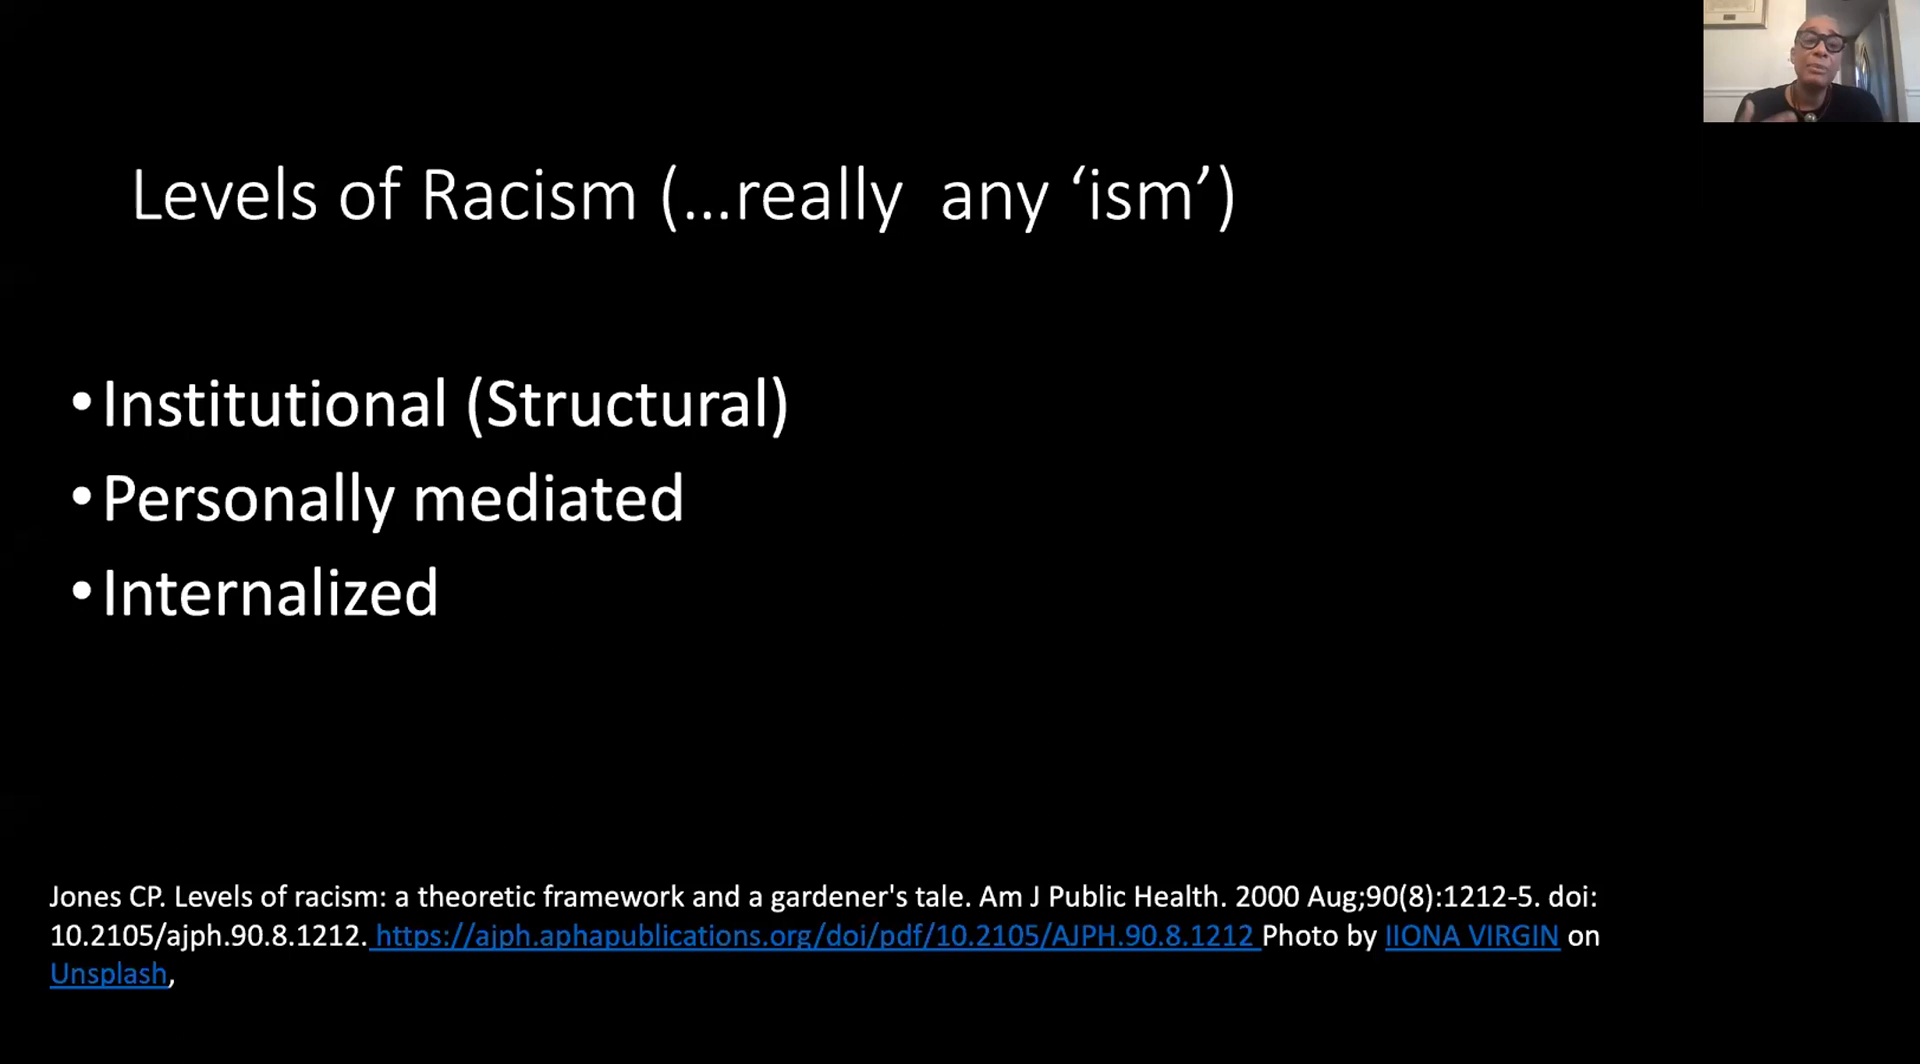 Levels of Racism (...really  any ‘ism’)
•Institutional (Structural)
•Personally mediated
•Internalized
Jones CP. Levels of racism: a theoretic framework and a gardener's tale. Am J Public Health. 2000 Aug;90(8):1212-5. doi:
10.2105/ajph.90.8.1212. https://ajph.aphapublications.org/doi/pdf/10.2105/AJPH.90.8.1212 Photo by IIONA VIRGIN on
Unsplash,